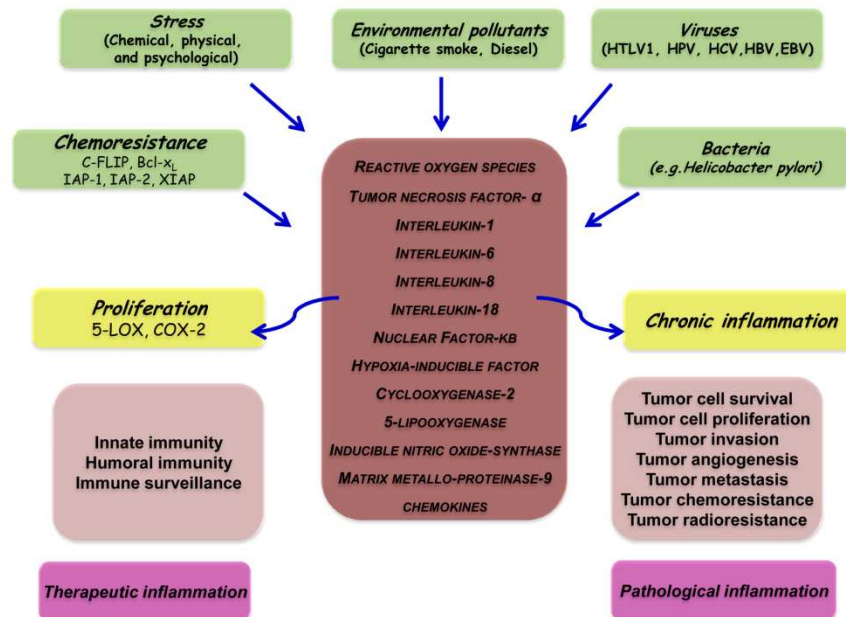 Stress
(Chemical, physical,
and psychological)
Environmental pollutants
(Cigarette smoke, Diesel)
Viruses
(HTLV1, HPV, HCV,HBV,EBV)
Chemoresistance
C-FLIP, Bcl-xL
IAP-1, IAP-2, XIAP
Bacteria
(e.g.Helicobacter pylori)
REACTIVE OXYGEN SPECIES
TUMOR NECROSIS FACTOR- α
INTERLEUKIN-1
INTERLEUKIN-6
INTERLEUKIN-8
INTERLEUKIN-18
NUCLEAR FACTOR-KB
HYPOXIA-INDUCIBLE FACTOR
CYCLOOXYGENASE-2
5-LIPOOXYGENASE
INDUCIBLE NITRIC OXIDE-SYNTHASE
MATRIX METALLO-PROTEINASE-9
CHEMOKINES
Proliferation
5-LOX, COX-2
Chronic inflammation
Innate immunity
Humoral immunity
Immune surveillance
Tumor cell survival
Tumor cell proliferation
Tumor invasion
Tumor angiogenesis
Tumor metastasis
Tumor chemoresistance
Tumor radioresistance
Therapeutic inflammation
Pathological inflammation